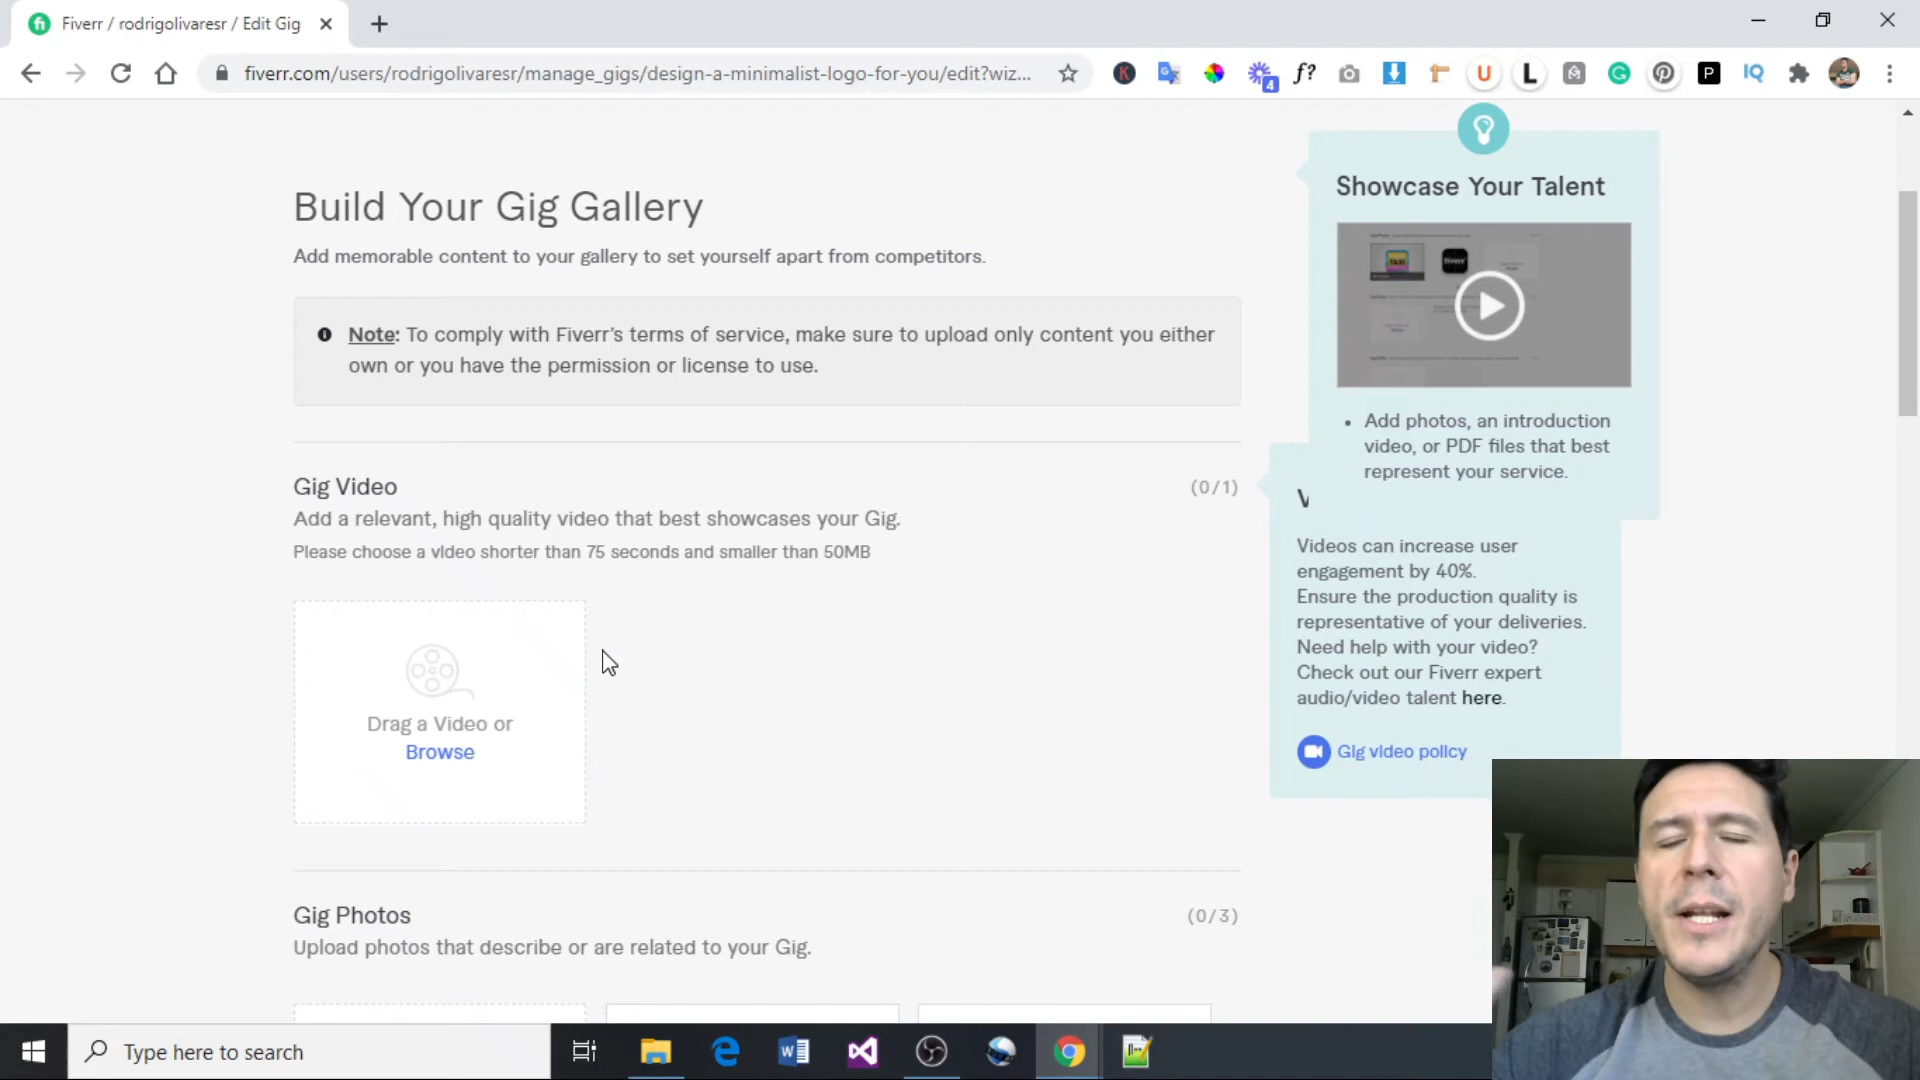 Fiverr / rodrigolivaresr / Edit Gig
fiverr.com/users/rodrigolivaresr/manage_gigs/design-a-minimalist-logo-for-you/edit?wiz...
4
Build Your Gig Gallery
Add memorable content to your gallery to set yourself apart from competitors.
Note: To comply with Fiverr's terms of service, make sure to upload only content you either
own or you have the permission or license to use.
Gig Video
(0/1)
Add a relevant, high quality video that best showcases your Gig.
Please choose a video shorter than 75 seconds and smaller than 50MB
Drag a Video or
Browse
Gig Photos
(0/3)
Upload photos that describe or are related to your Gig.
Showcase Your Talent
Add photos, an introduction
video, or PDF files that best
represent your service.
Videos can increase user
engagement by 40%.
Ensure the production quality is
representative of your deliveries.
Need help with your video?
Check out our Fiverr expert
audio/video talent here.
Gig video policy
Type here to search